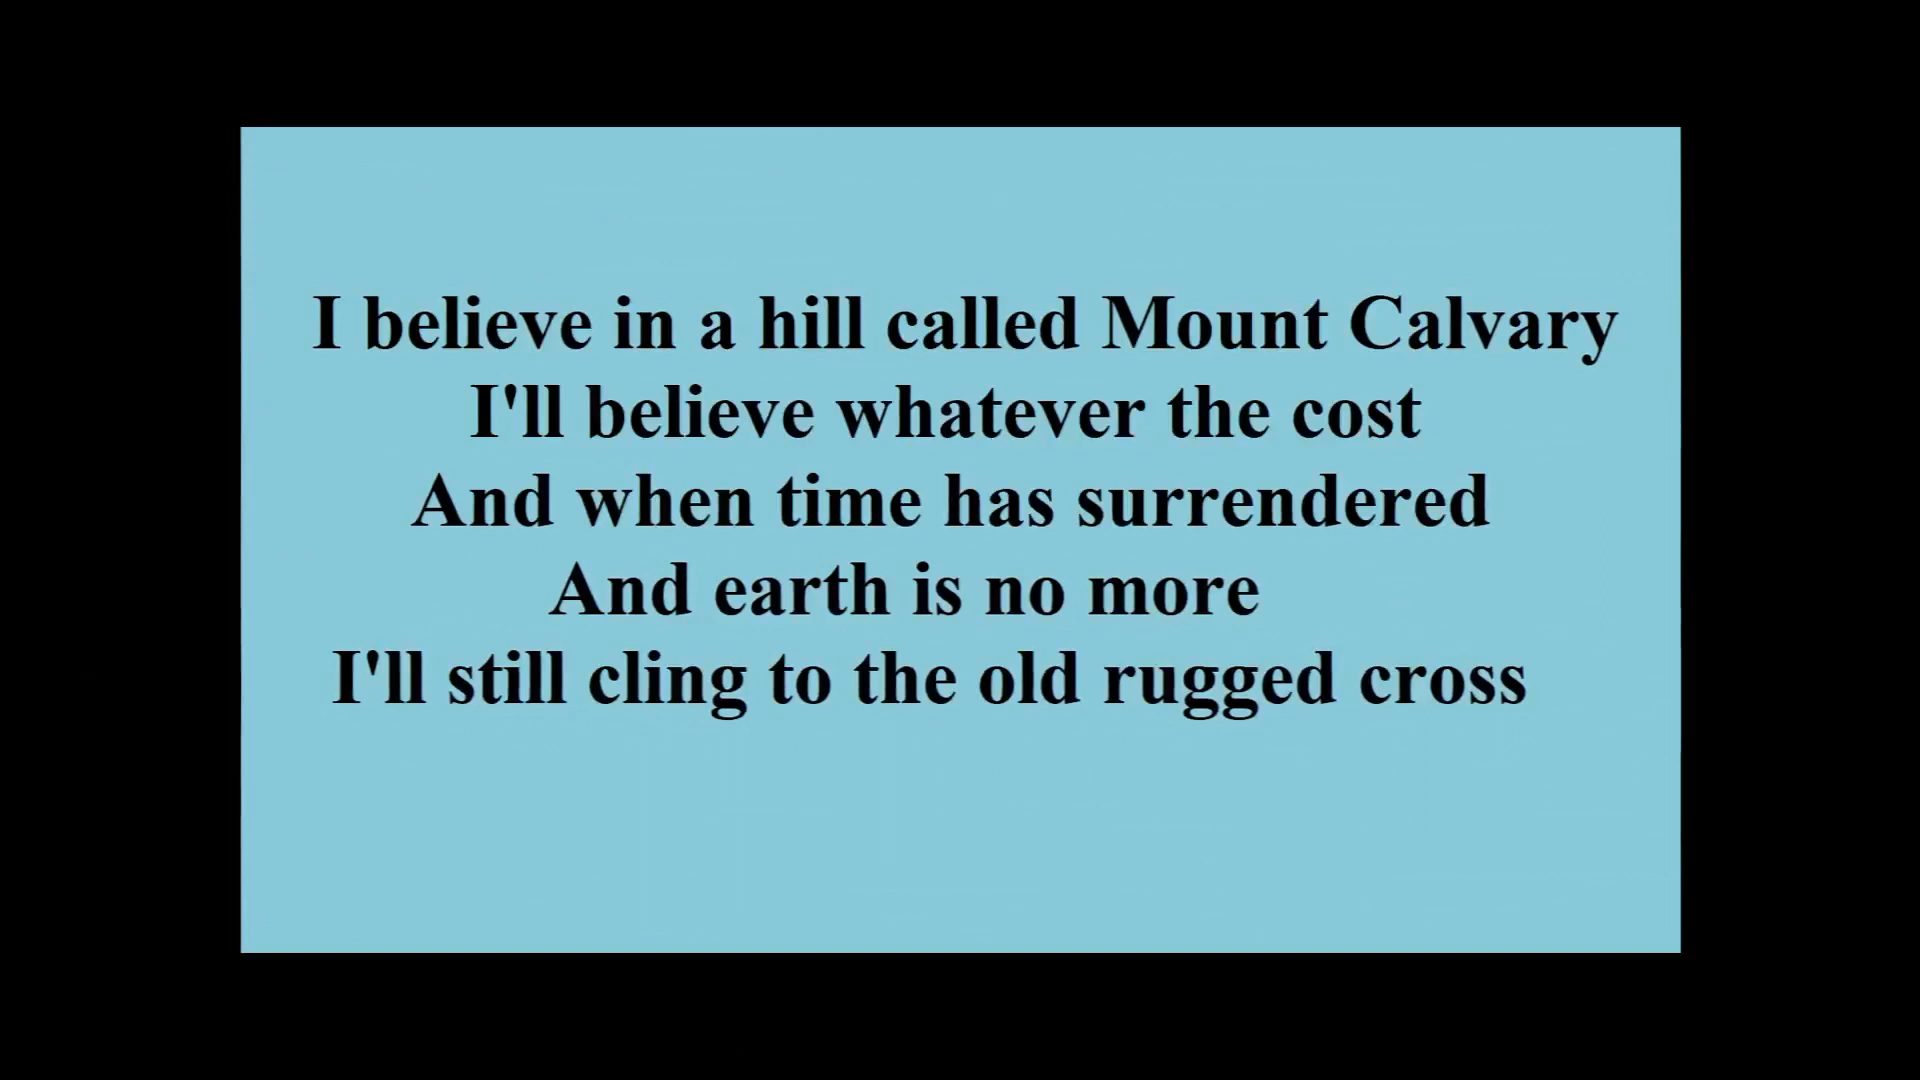 I believe in a hill called Mount Calvary
I'll believe whatever the cost
And when time has surrendered
And earth is no more
I'll still cling to the old rugged cross